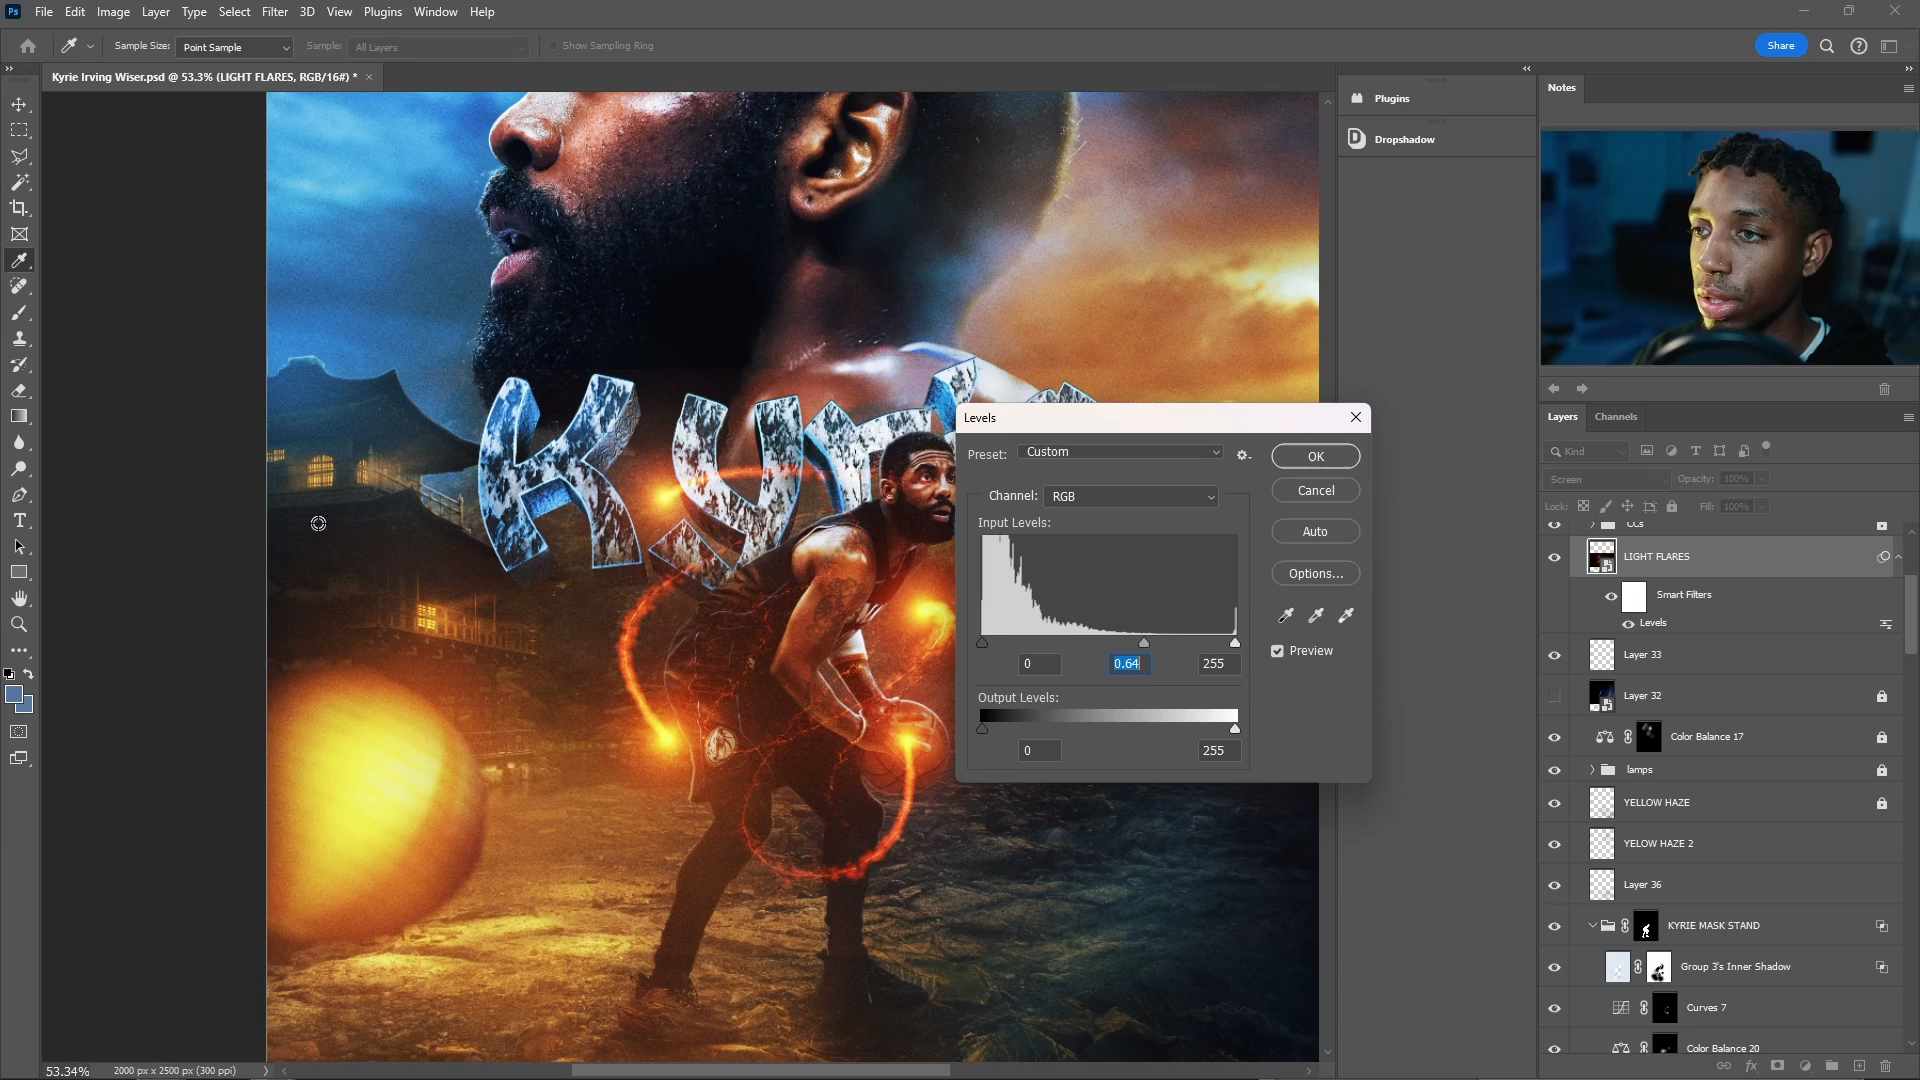 Ps File Edit Image Layer Type Select Filter 3D View Plugins Window Help
Sample Size: Point Sample Sample: All Layers Show Sampling Ring Share
Kyrie Irving Wiser.psd @ 53.3% (LIGHT FLARES, RGB/16#) *
Plugins
Dropshadow
Notes
Kyri
Levels
Preset: Custom
OK
Channel: RGB
Cancel
Input Levels:
Auto
Options...
0 0.64 255
Preview
Output Levels:
0 255
Layers Channels
Kind
Screen Opacity: 100%
Lock: Fill: 100%
CCs
LIGHT FLARES
Smart Filters
Levels
Layer 33
Layer 32
Color Balance 17
lamps
YELLOW HAZE
YELOW HAZE 2
Layer 36
KYRIE MASK STAND
Group 3's Inner Shadow
Curves 7
Color Balance 20
fx
53.34% 2000 px x 2500 px (300 ppi)